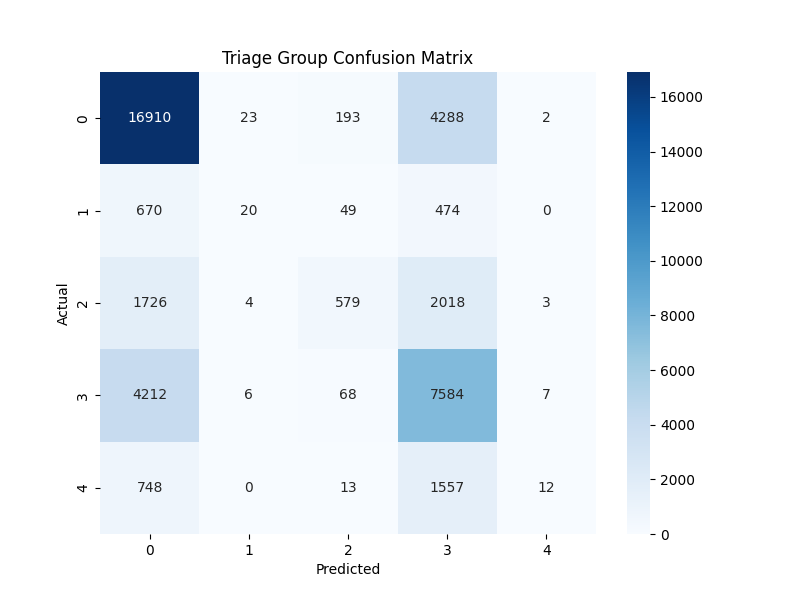 Triage Group Confusion Matrix
Actual
0 16910 23 193 4288 2
1 670 20 49 474 0
2 1726 4 579 2018 3
3 4212 6 68 7584 7
4 748 0 13 1557 12
0 1 2 3 4
Predicted
16000
14000
12000
10000
8000
6000
4000
2000
0